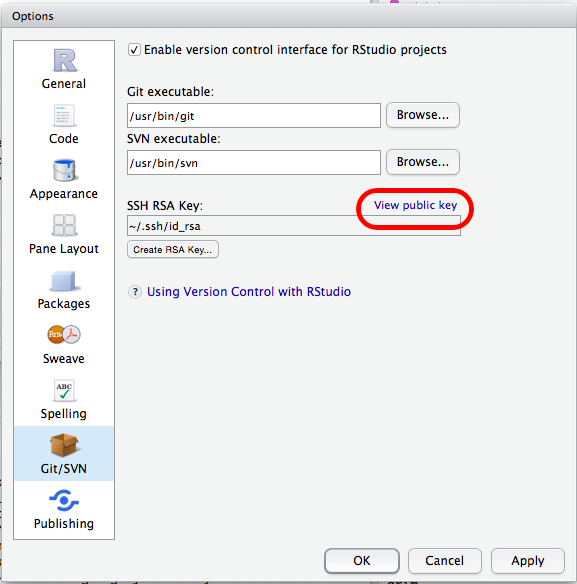 Options
General
Code
Appearance
Pane Layout
Packages
Rnw
Sweave
ABC
Spelling
Git/SVN
Publishing
Enable version control interface for RStudio projects
Git executable:
/usr/bin/git
Browse...
SVN executable:
/usr/bin/svn
Browse...
SSH RSA Key:
View public key
~/.ssh/id_rsa
Create RSA Key...
? Using Version Control with RStudio
OK
Cancel
Apply